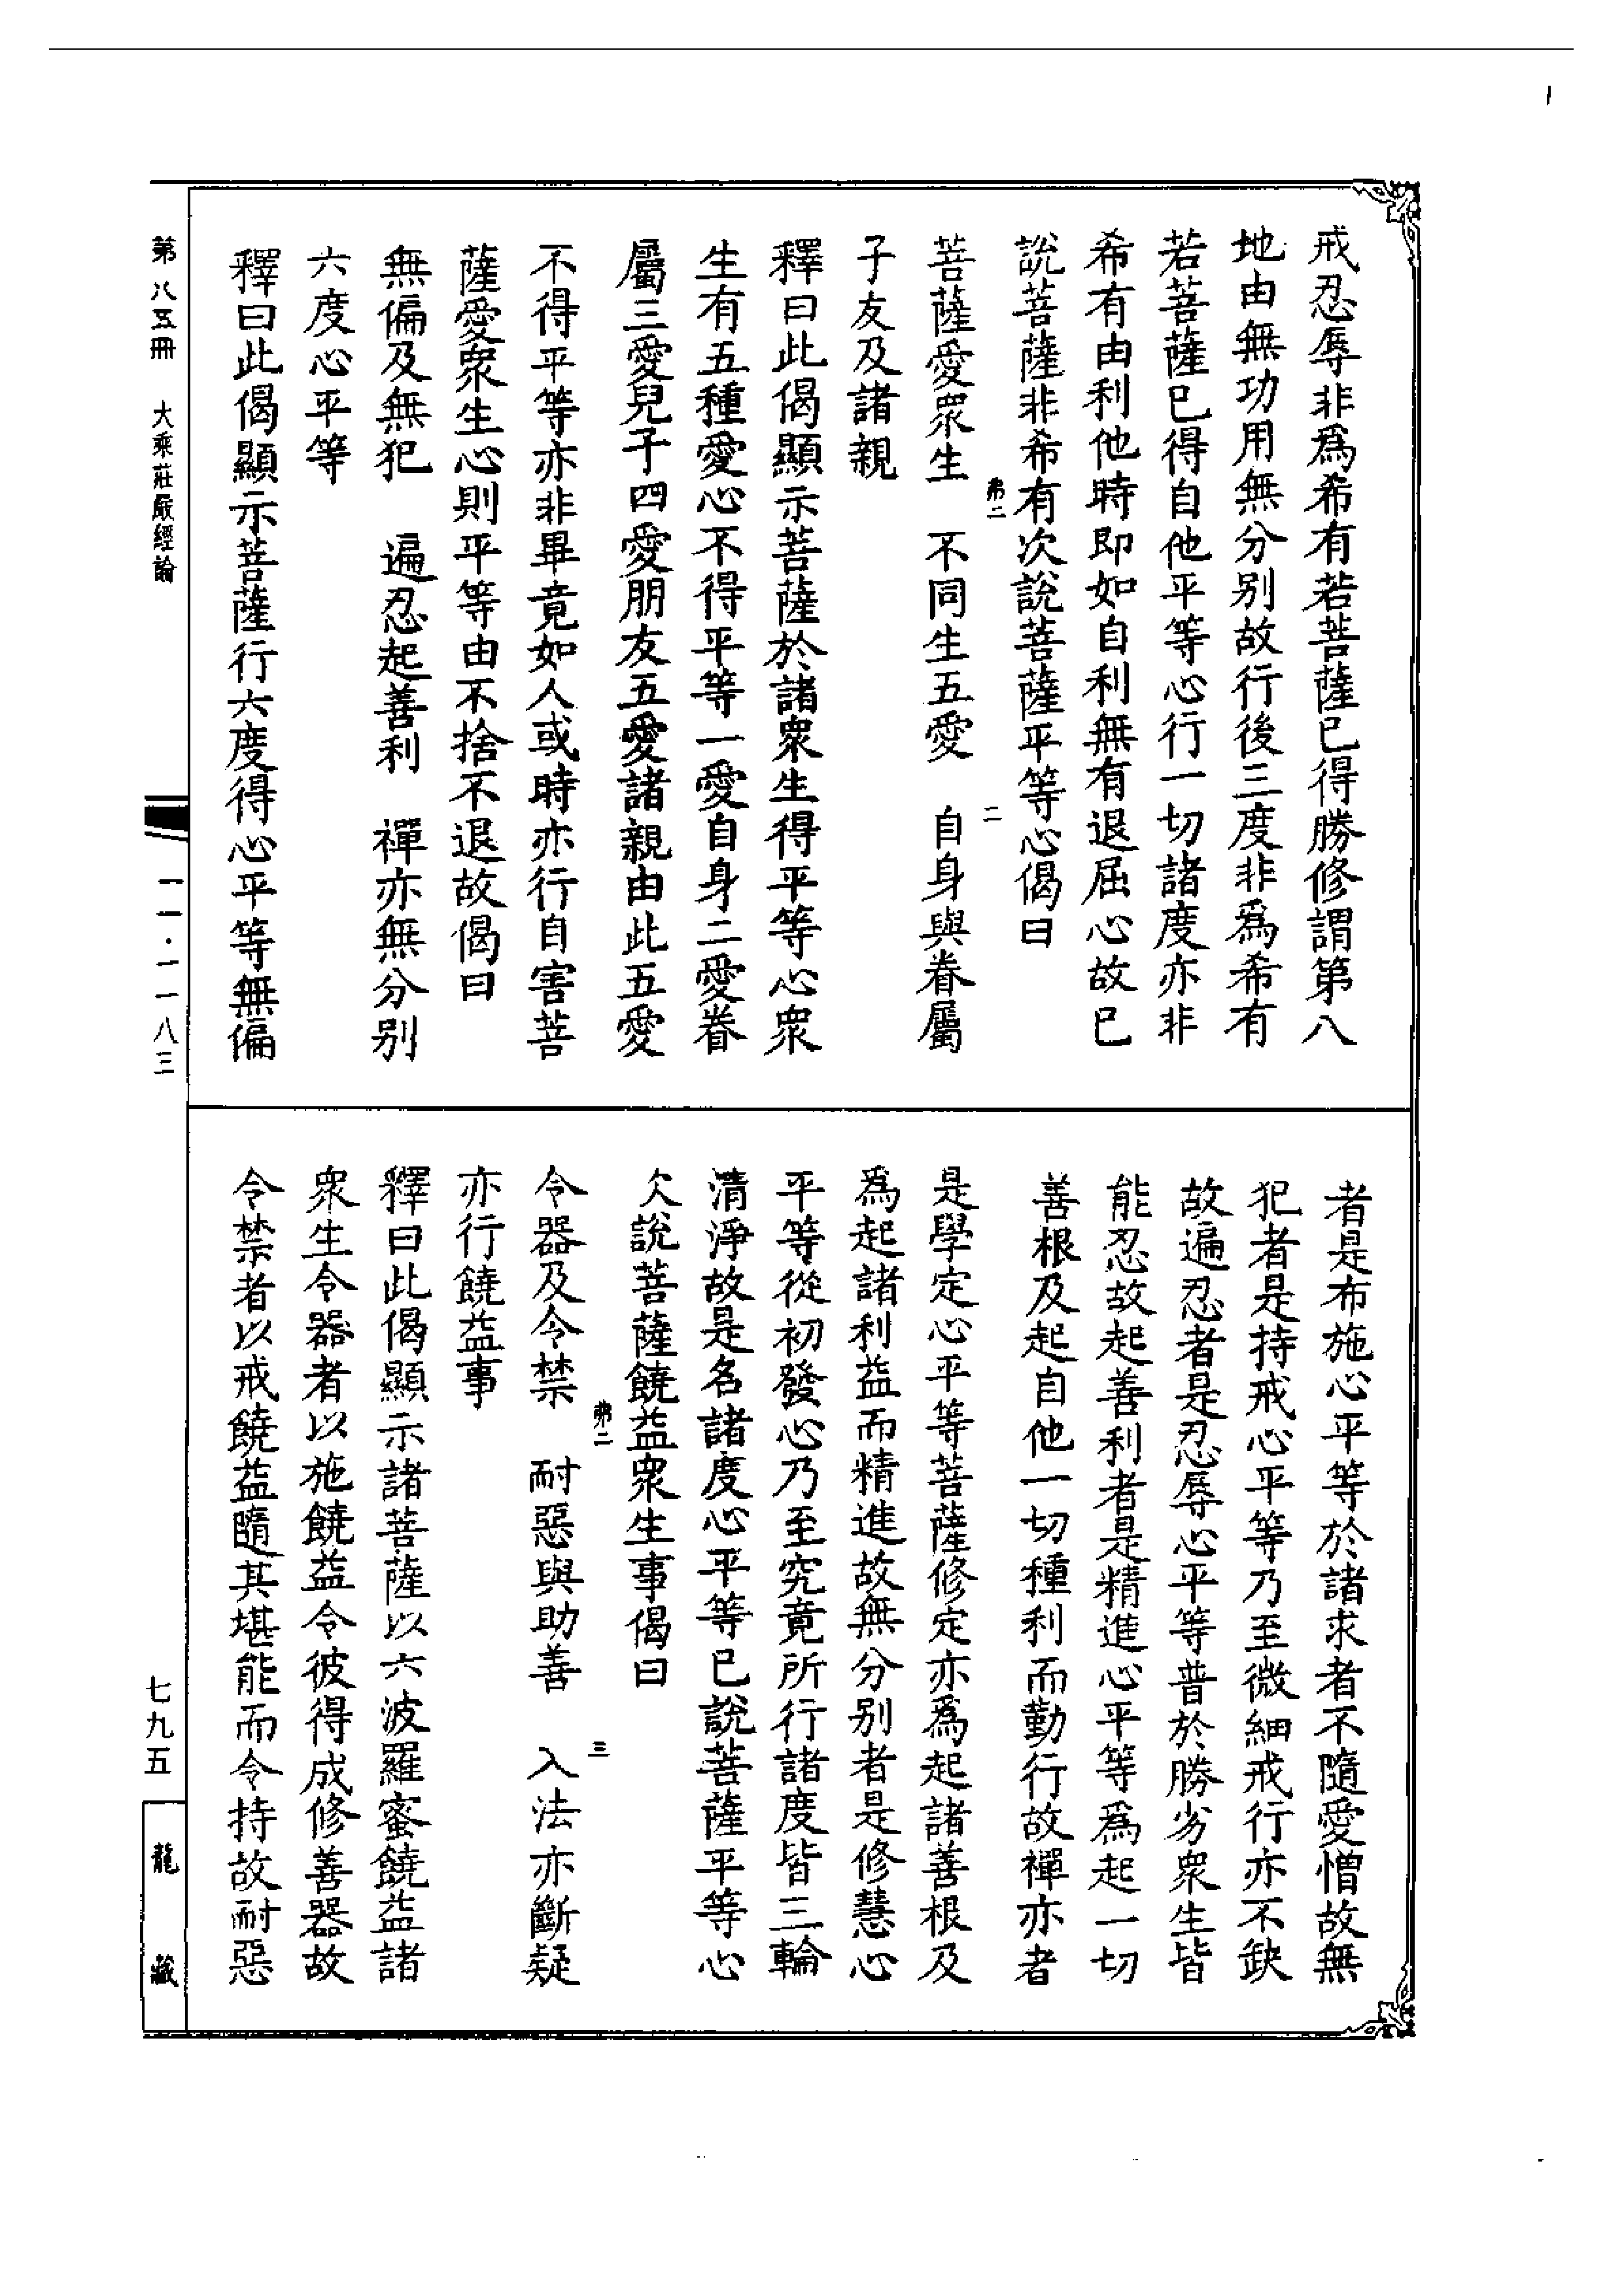 戒忍辱非爲希有若菩薩已得勝修謂第八
地由無功用無分别故行後三度非爲希有
若菩薩已得自他平等心行一切諸度亦非
希有由利他時即如自利無有退屈心故已
說菩薩非希有次說菩薩平等心偈曰
菩薩愛衆生　不同生五愛　自身與眷屬
弗二
二
子友及諸親
釋曰此偈顯示菩薩於諸衆生得平等心衆
生有五種愛心不得平等一愛自身二愛眷
屬三愛兒子四愛朋友五愛諸親由此五愛
不得平等亦非畢竟如人或時亦行自害菩
薩愛衆生心則平等由不捨不退故偈曰
無偏及無犯　遍忍起善利　禪亦無分别
六度心平等
釋曰此偈顯示菩薩行六度得心平等無偏
者是布施心平等於諸求者不隨愛憎故無
犯者是持戒心平等乃至微細戒行亦不缺
故遍忍者是忍辱心平等普於勝劣衆生皆
能忍故起善利者是精進心平等爲起一切
善根及起自他一切種利而勤行故禪亦者
是學定心平等菩薩修定亦爲起諸善根及
爲起諸利益而精進故無分别者是修慧心
平等從初發心乃至究竟所行諸度皆三輪
清淨故是名諸度心平等已說菩薩平等心
次說菩薩饒益衆生事偈曰
令器及令禁　耐惡與助善　入法亦斷疑
弗二
三
亦行饒益事
釋曰此偈顯示諸菩薩以六波羅蜜饒益諸
衆生令器者以施饒益令彼得成修善器故
令禁者以戒饒益隨其堪能而令持故耐惡
第八五冊　大乘莊嚴經論
一一·一一八三
七九五
龍藏